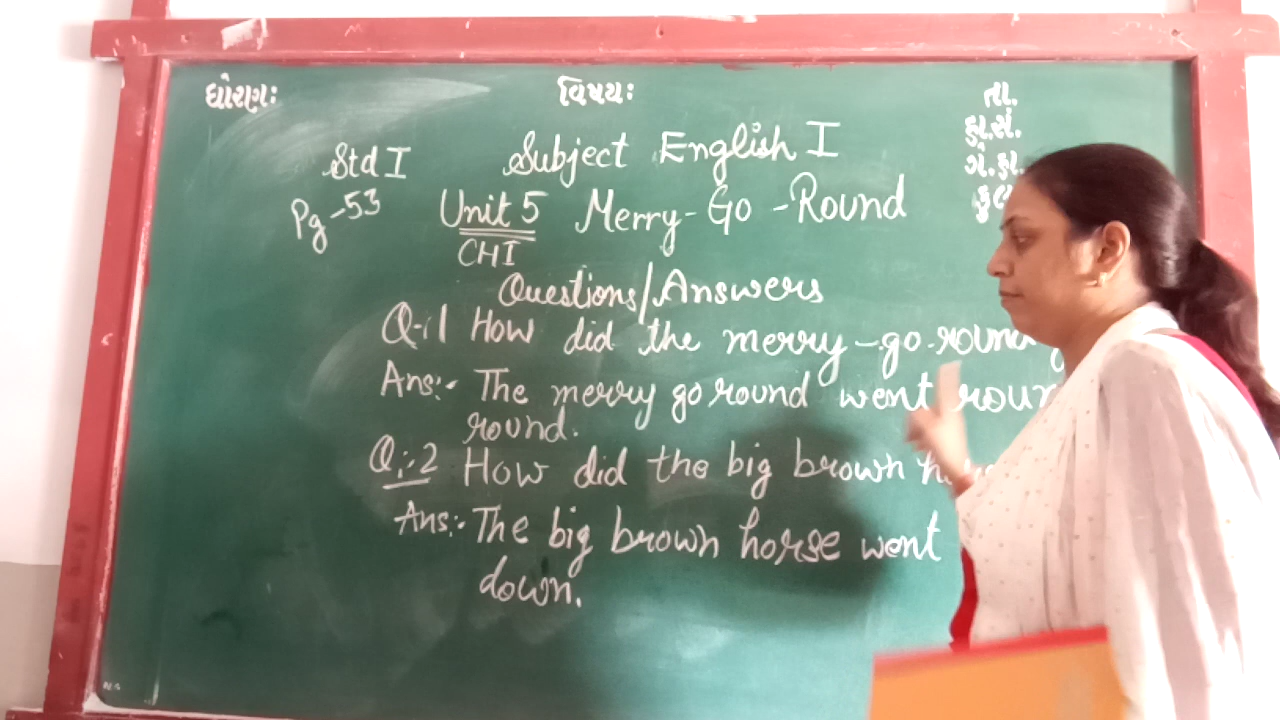 ધોરણઃ વિષયઃ તા.
ફા.સં.
ગે.ફા.
Std I Subject English I
Pg-53 Unit 5 Merry-Go-Round
CH I
Questions/Answers
Q-:1 How did the merry-go-round
Ans:- The merry go round went
round.
Q:-2 How did the big brown
Ans:- The big brown horse went
down.